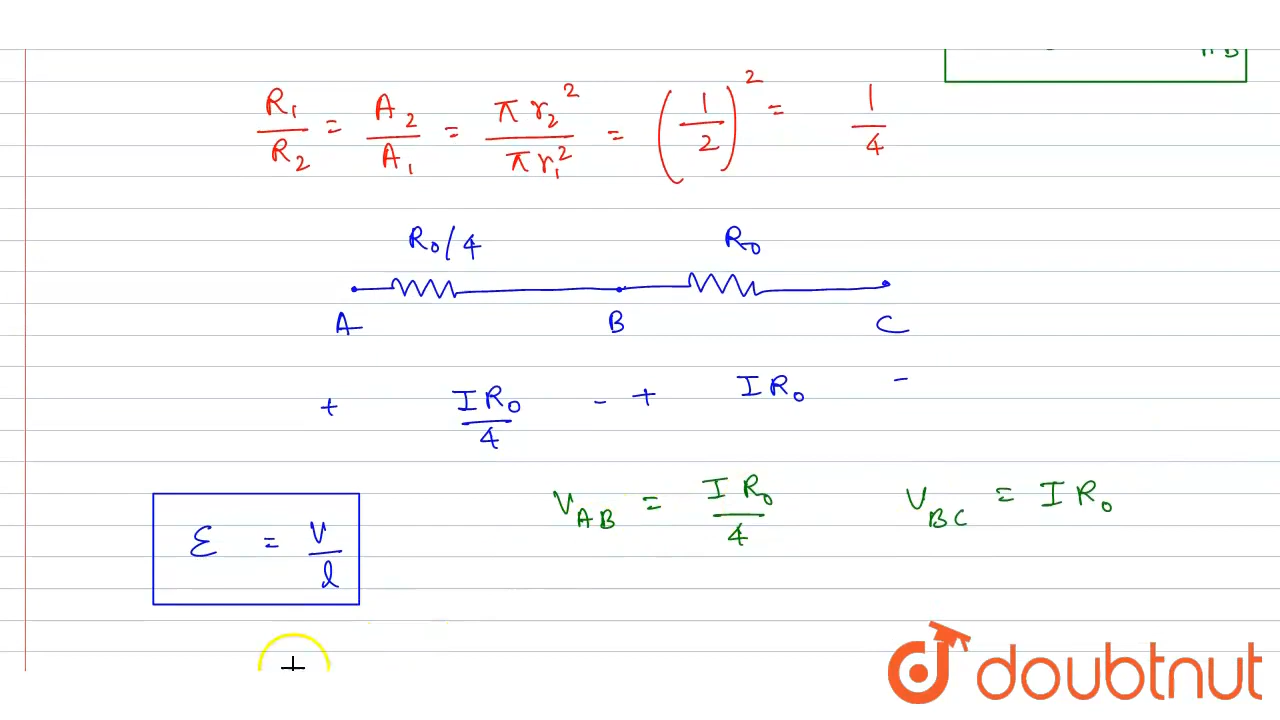 R₁/R₂ = A₂/A₁ = πr₂²/πr₁² = (1/2)² = 1/4
R₀/4 R₀
A B C
+ IR₀/4 - + IR₀ -
V_AB = IR₀/4 V_BC = IR₀
ε = V/l
doubtnut